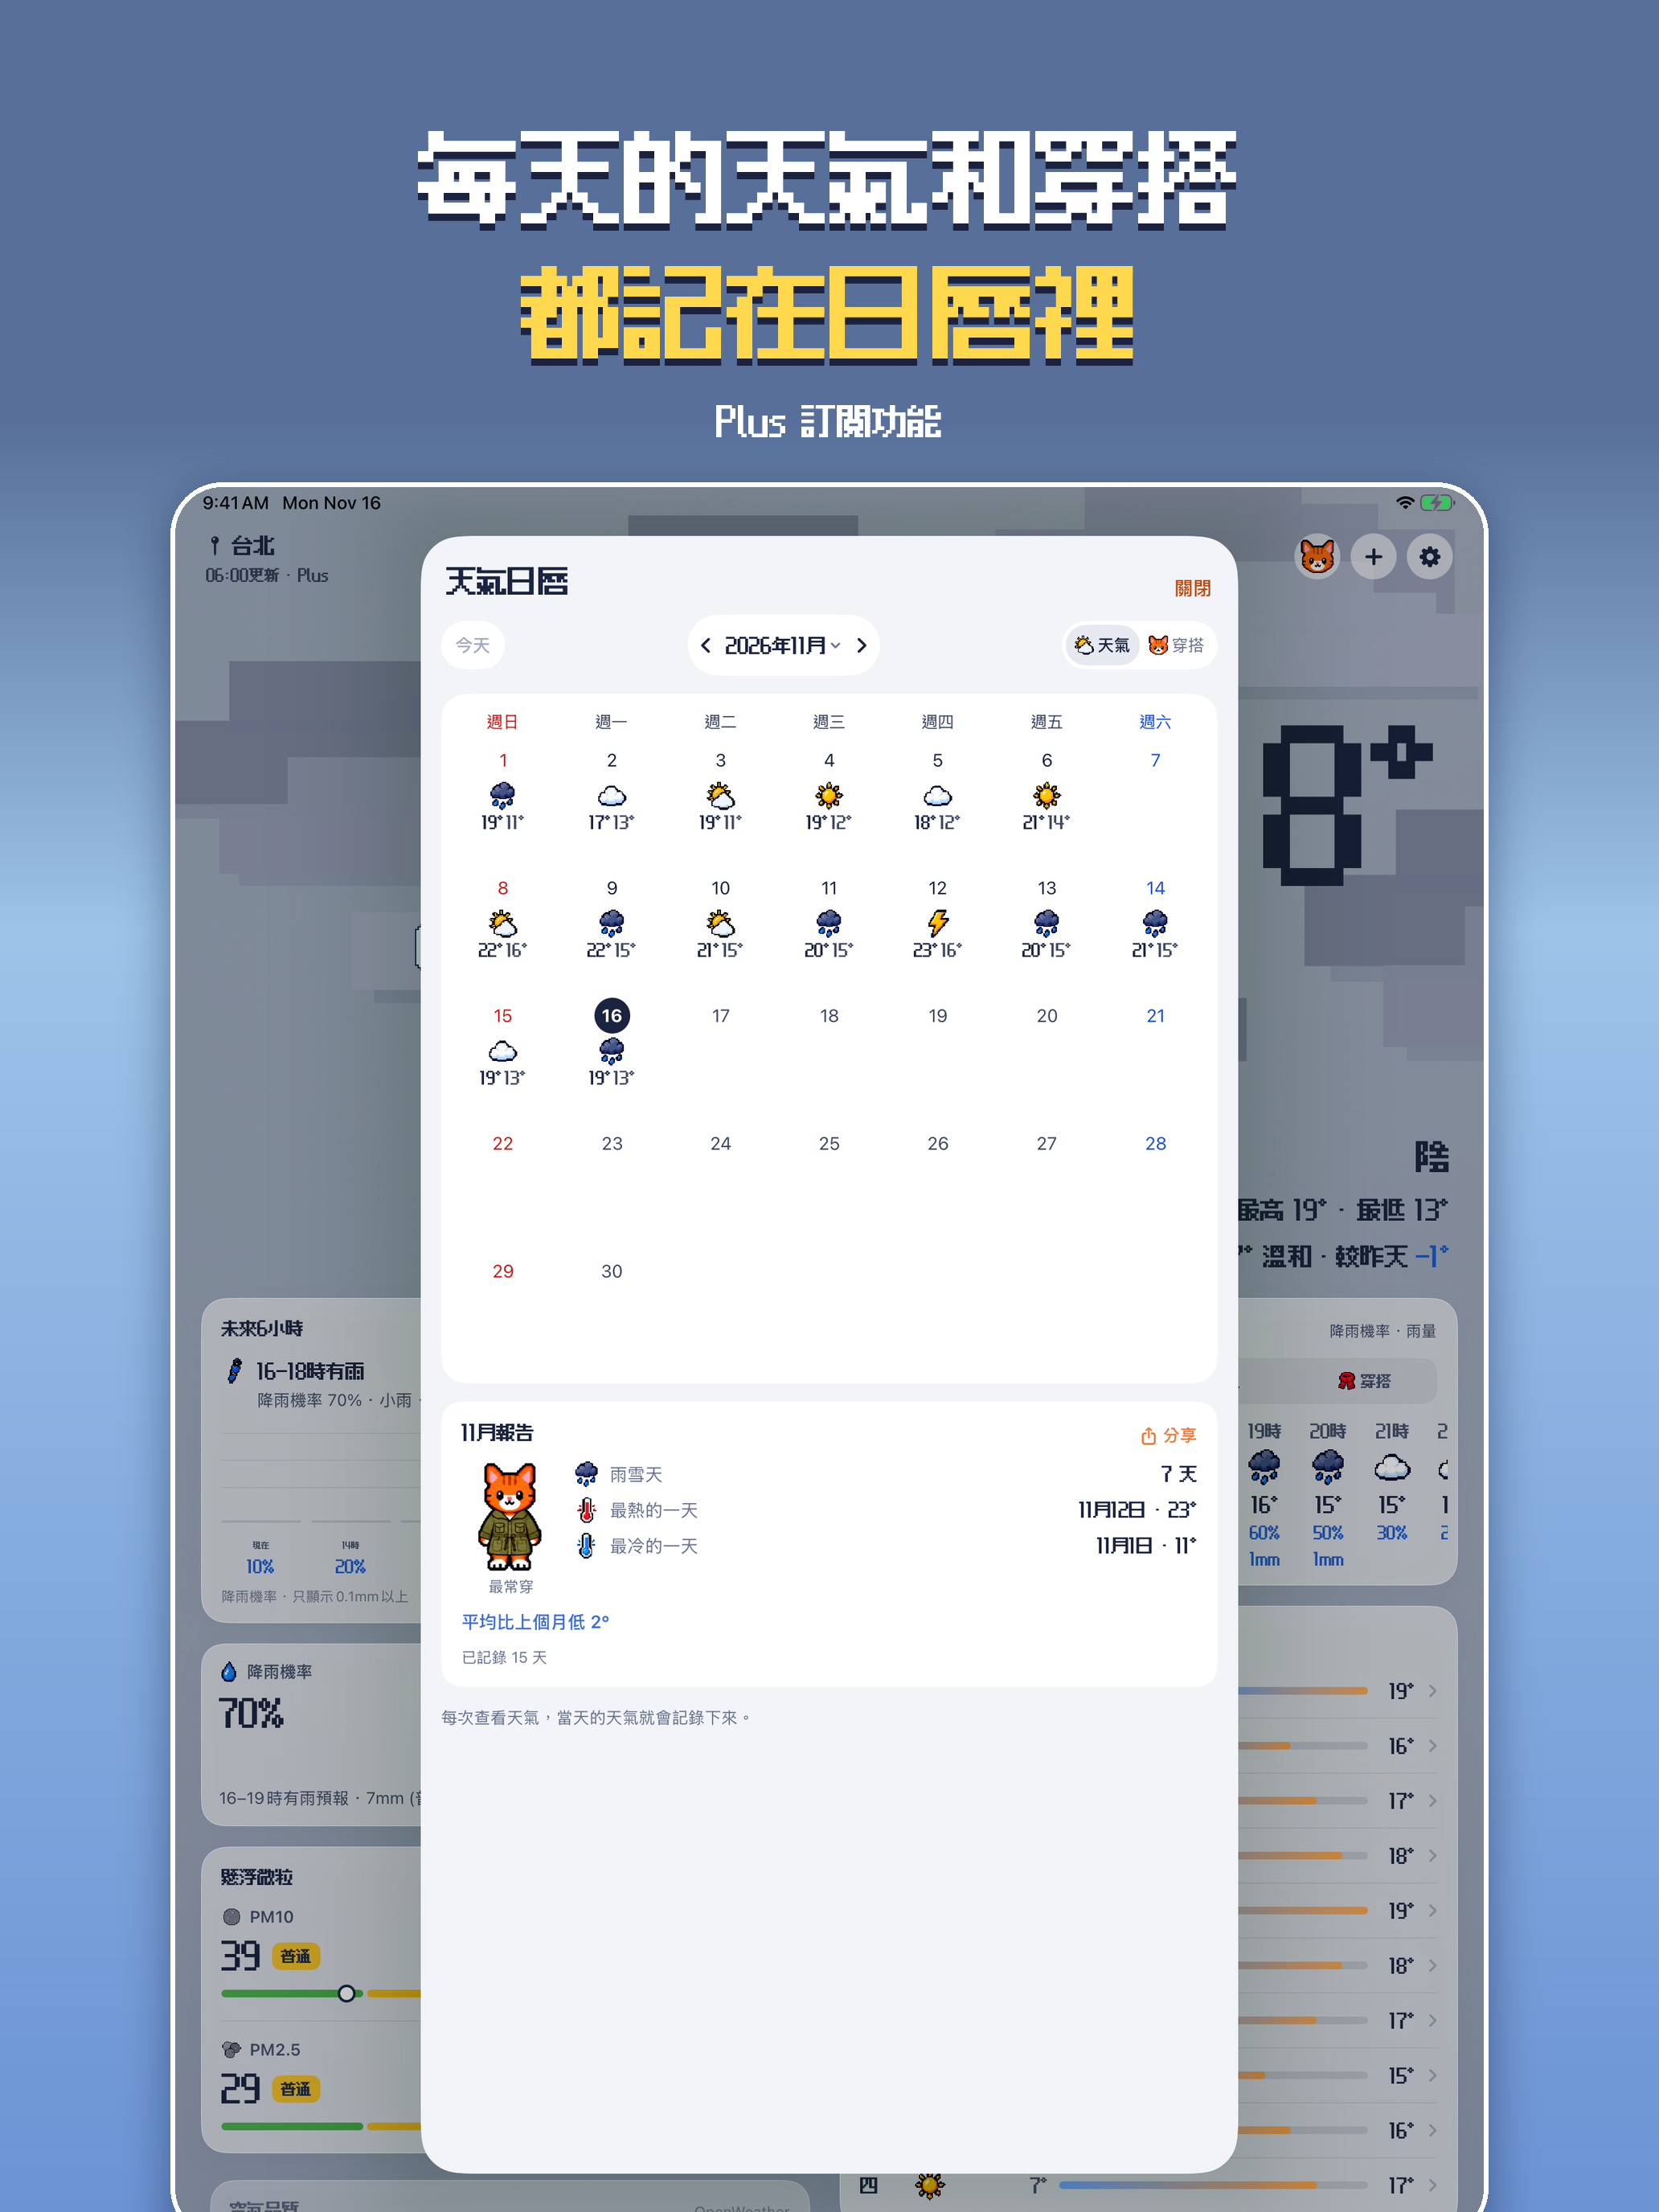 每天的天氣和穿搭
都記在日曆裡
Plus 訂閱功能
9:41 AM Mon Nov 16
台北
06:00更新 · Plus
天氣日曆
關閉
今天
2026年11月
天氣
穿搭
週日 週一 週二 週三 週四 週五 週六
1 2 3 4 5 6 7
19° 11° 17° 13° 19° 11° 19° 12° 18° 12° 21° 14°
8 9 10 11 12 13 14
22° 16° 22° 15° 21° 15° 20° 15° 23° 16° 20° 15° 21° 15°
15 16 17 18 19 20 21
19° 13° 19° 13°
22 23 24 25 26 27 28
29 30
11月報告
分享
雨雪天 7 天
最熱的一天 11月12日 · 23°
最冷的一天 11月1日 · 11°
最常穿
平均比上個月低 2°
已記錄 15 天
每次查看天氣，當天的天氣就會記錄下來。
8°
陰
最高 19° · 最低 13°
溫和 · 較昨天 -1°
未來6小時
16-18時有雨
降雨機率 70% · 小雨 ·
現在 14時
10% 20%
降雨機率 · 只顯示 0.1mm 以上
降雨機率
70%
16–19 時有雨預報 · 7mm
懸浮微粒
PM10
39 普通
PM2.5
29 普通
空氣品質
OpenWeather
降雨機率 · 雨量
穿搭
19時 20時 21時
16° 15° 15°
60% 50% 30%
1mm 1mm
19°
16°
17°
18°
19°
18°
17°
15°
16°
四 7° 17°